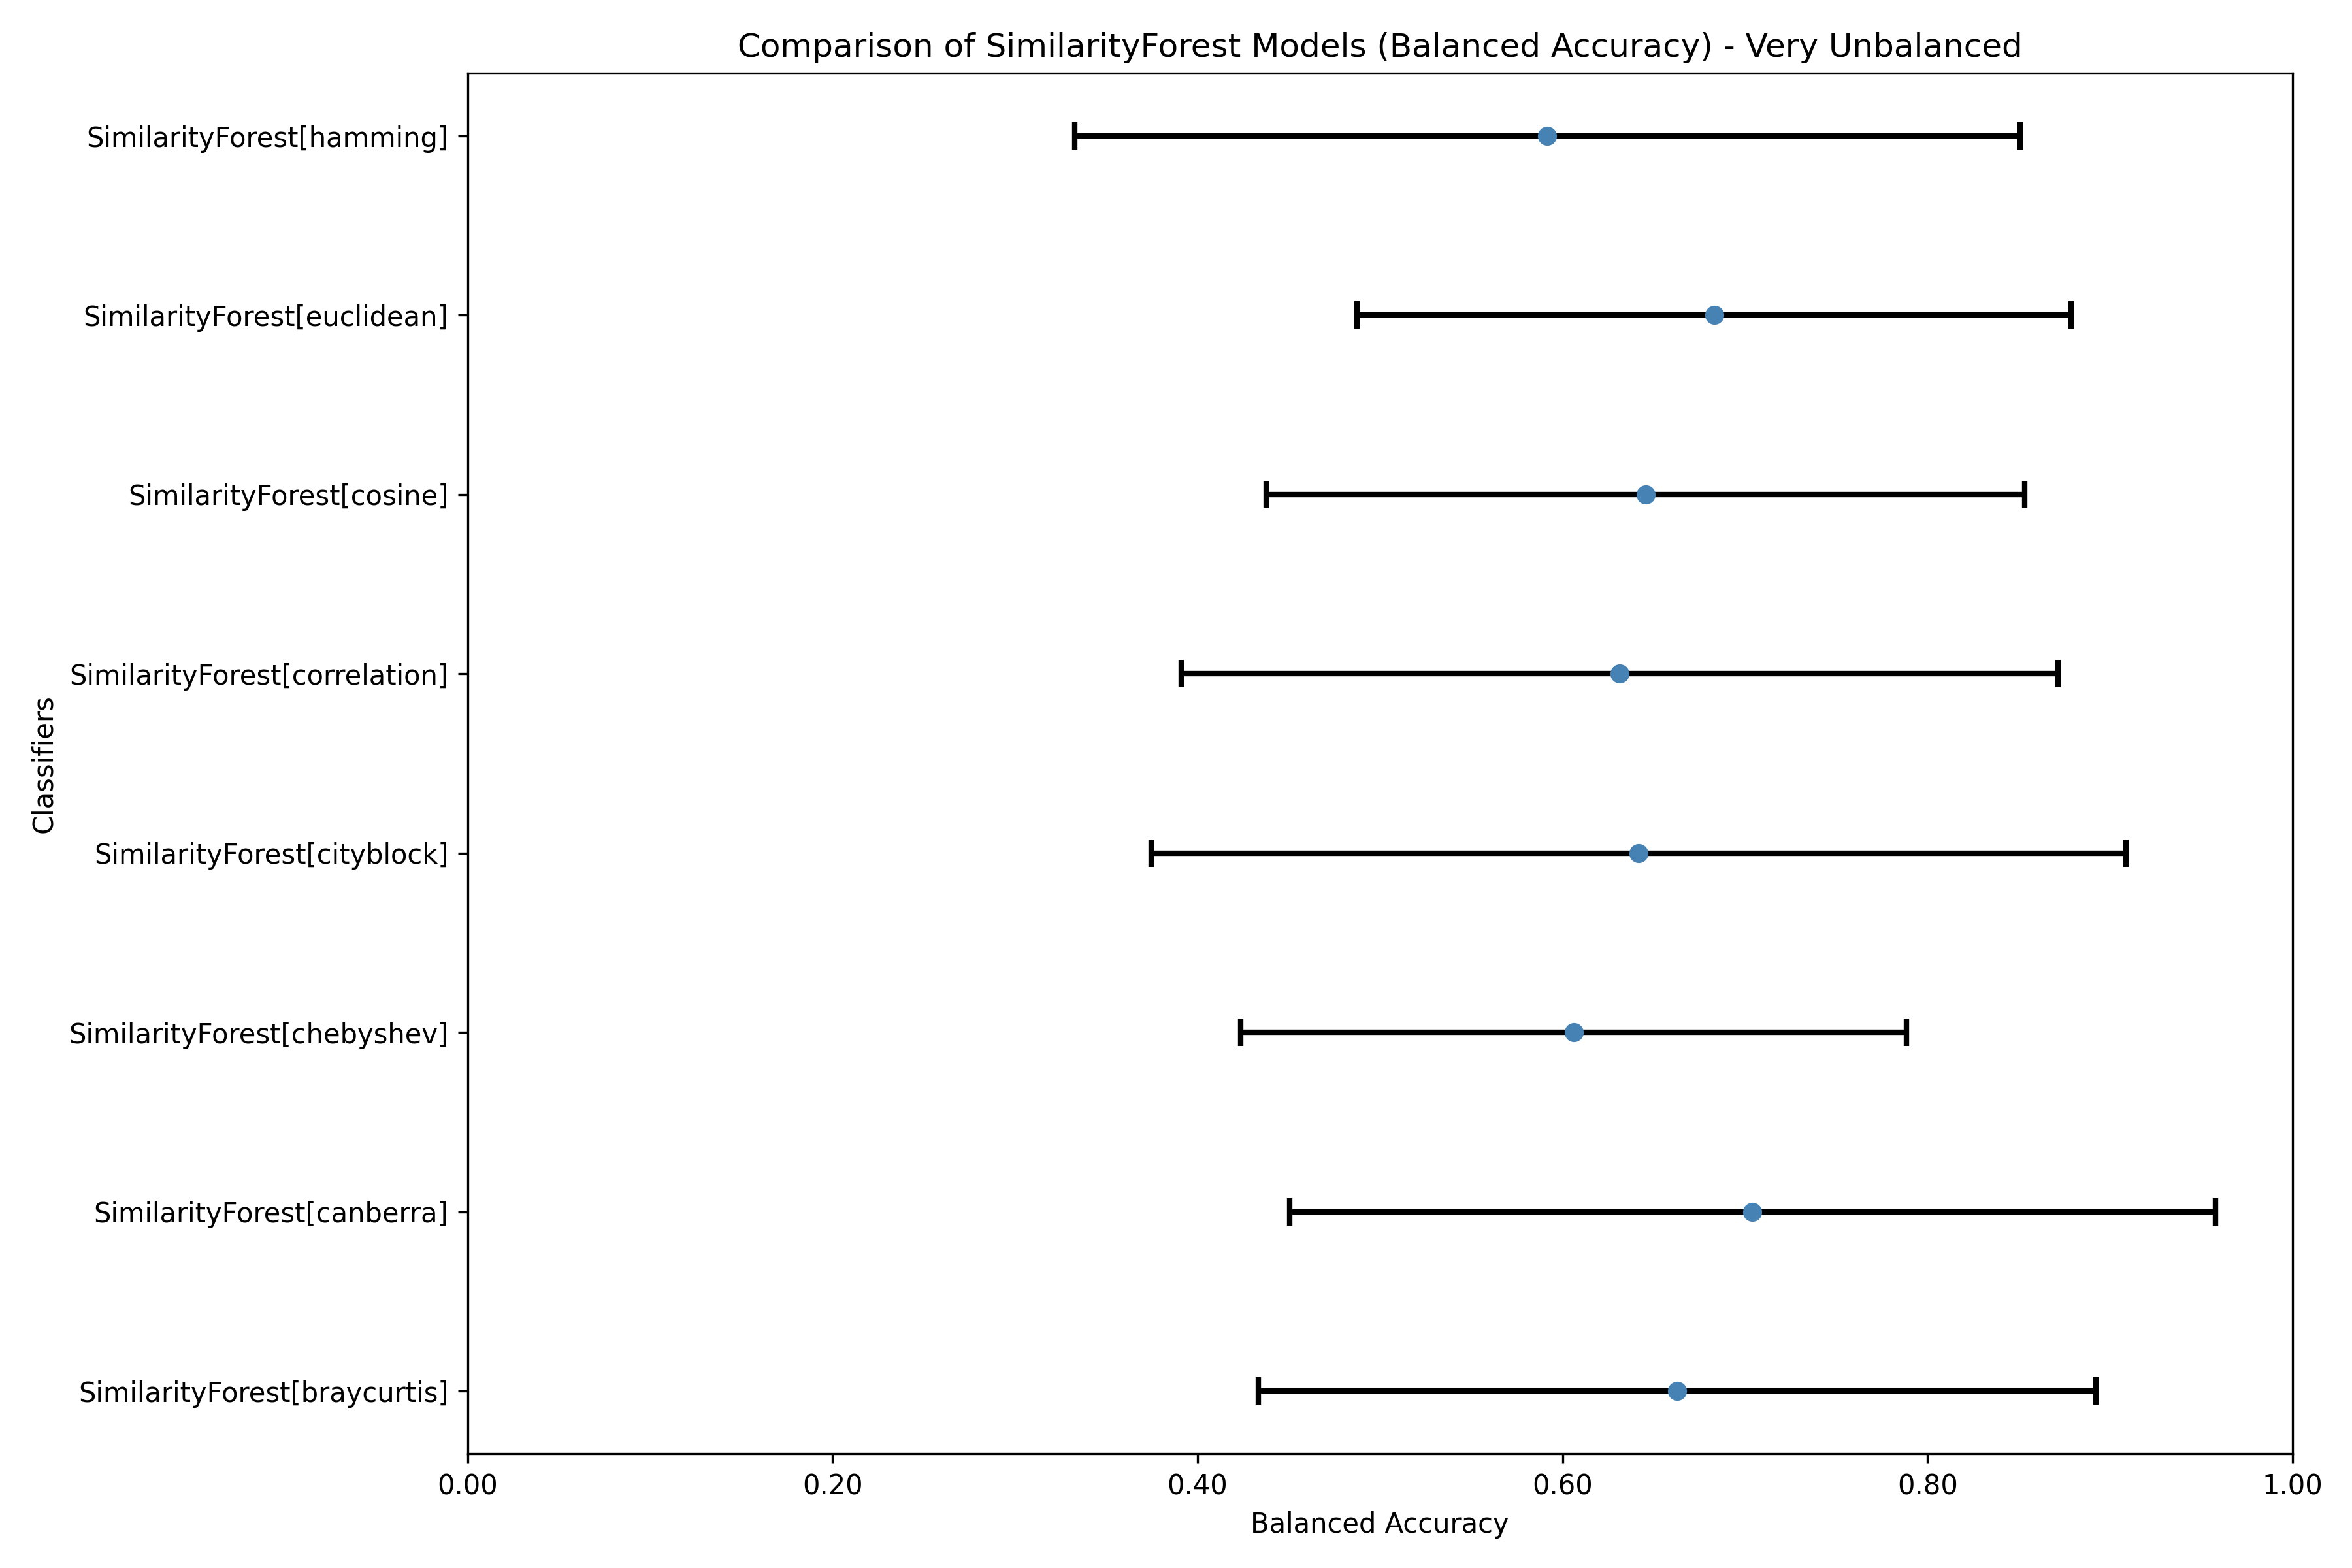 Comparison of SimilarityForest Models (Balanced Accuracy) - Very Unbalanced
SimilarityForest[hamming]
SimilarityForest[euclidean]
SimilarityForest[cosine]
SimilarityForest[correlation]
SimilarityForest[cityblock]
SimilarityForest[chebyshev]
SimilarityForest[canberra]
SimilarityForest[braycurtis]
Classifiers
0.00 0.20 0.40 0.60 0.80 1.00
Balanced Accuracy